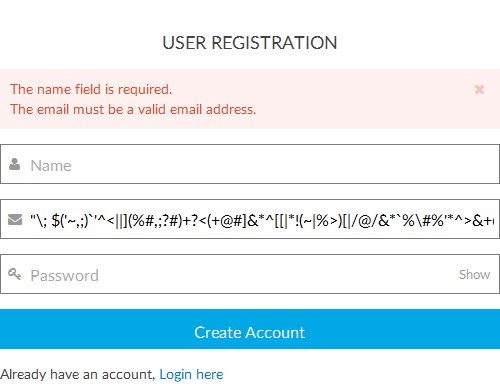 USER REGISTRATION
The name field is required.
The email must be a valid email address.
Name
"\; $('~,;)`'^<||](%#,;?#)+?<(+@#]&*^[[|*!(~|%>)[|/@/&*`%\#%'*^>&+
Password
Show
Create Account
Already have an account, Login here